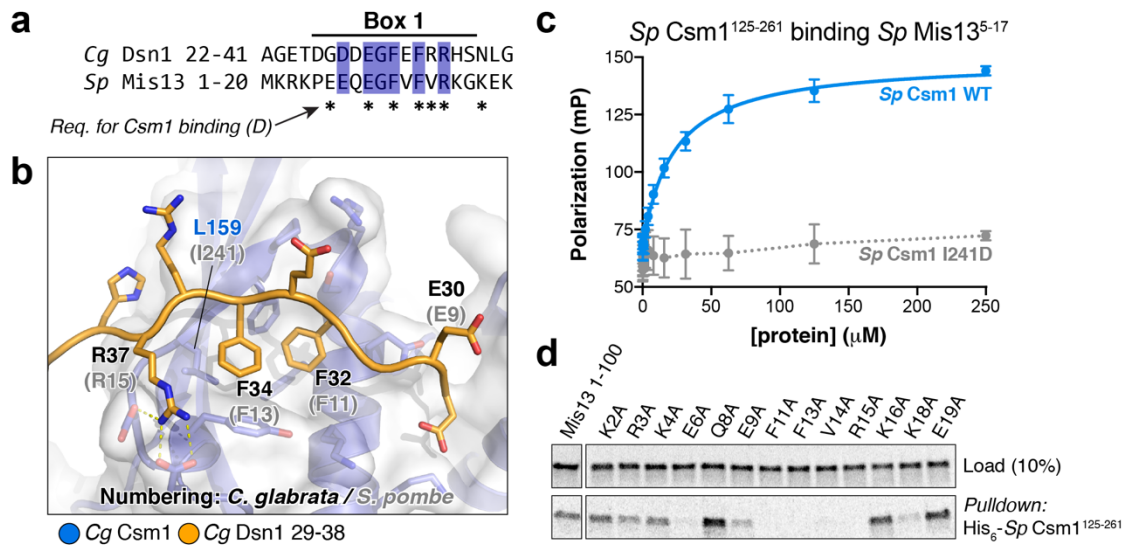 a
Box 1
Cg Dsn1 22-41 AGETDGDDEGFEFRRHSNLG
Sp Mis13 1-20 MKRKPEEQEGFVFVRKGKEK
* * * * * * *
Req. for Csm1 binding (D)
b
L159
(I241)
E30
(E9)
R37
(R15)
F34
(F13)
F32
(F11)
Numbering: C. glabrata / S. pombe
Cg Csm1 Cg Dsn1 29-38
c
Sp Csm1125-261 binding Sp Mis135-17
Polarization (mP)
150
125
100
75
50
Sp Csm1 WT
Sp Csm1 I241D
0 50 100 150 200 250
[protein] (μM)
d
Mis13 1-100 K2A R3A K4A E6A Q8A E9A F11A F13A V14A R15A K16A K18A E19A
Load (10%)
Pulldown:
His6-Sp Csm1125-261